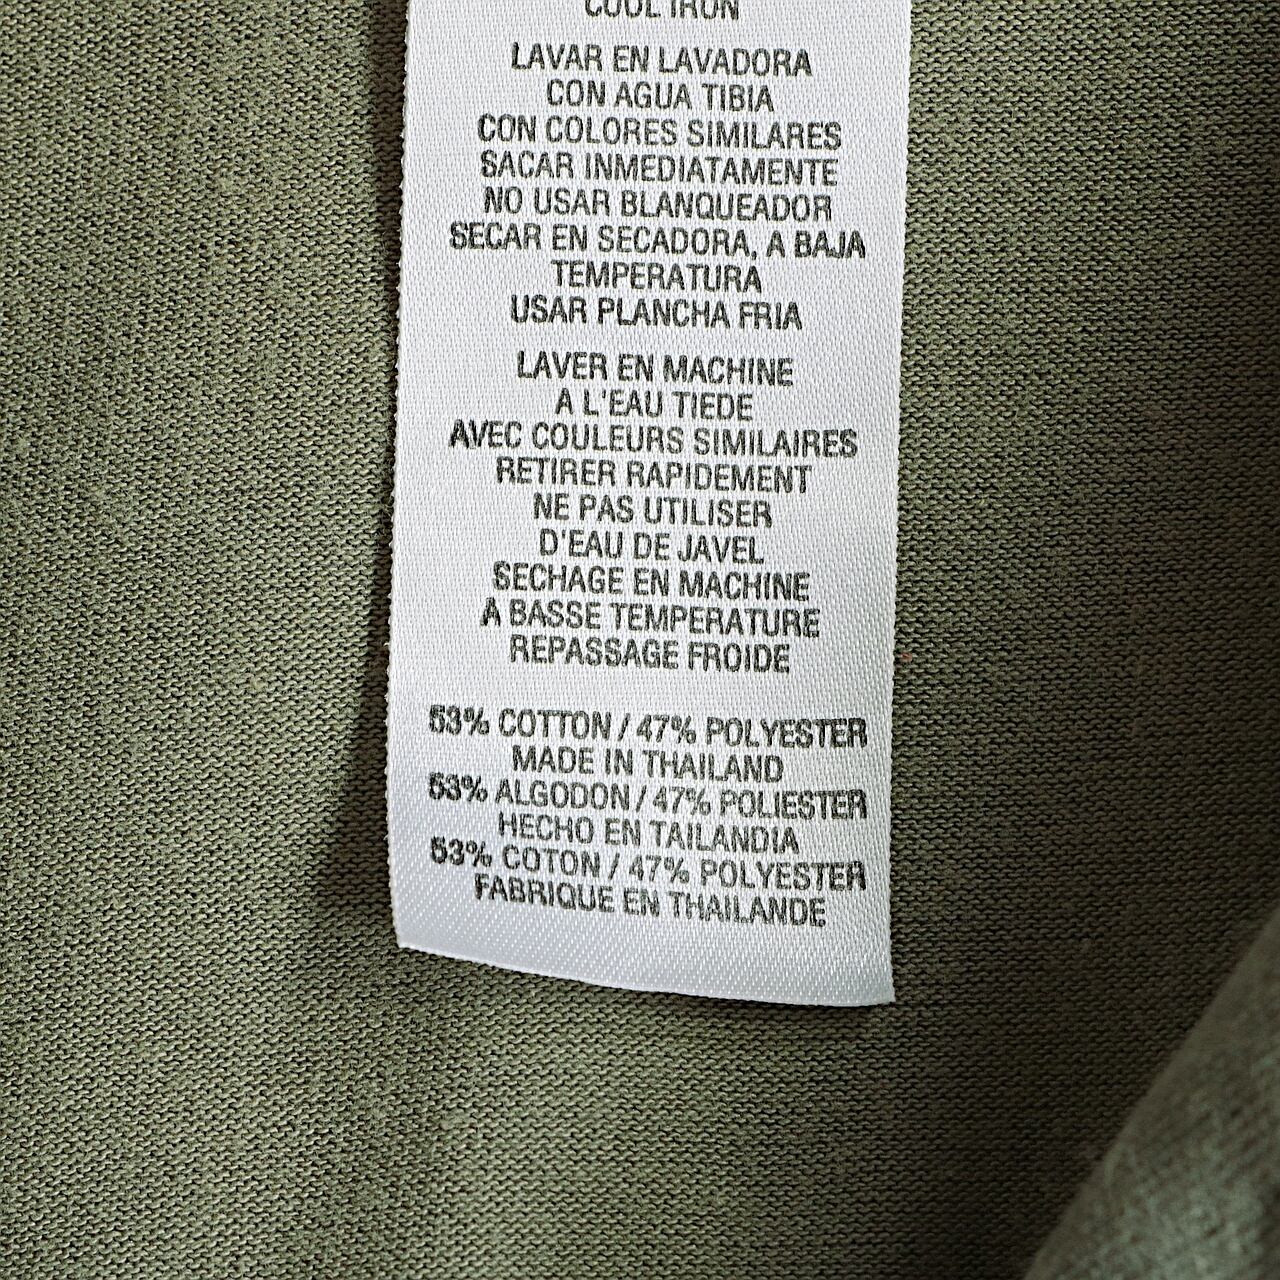 COOL IRON
LAVAR EN LAVADORA
CON AGUA TIBIA
CON COLORES SIMILARES
SACAR INMEDIATAMENTE
NO USAR BLANQUEADOR
SECAR EN SECADORA, A BAJA
TEMPERATURA
USAR PLANCHA FRIA
LAVER EN MACHINE
A L'EAU TIEDE
AVEC COULEURS SIMILAIRES
RETIRER RAPIDEMENT
NE PAS UTILISER
D'EAU DE JAVEL
SECHAGE EN MACHINE
A BASSE TEMPERATURE
REPASSAGE FROIDE
53% COTTON / 47% POLYESTER
MADE IN THAILAND
53% ALGODON / 47% POLIESTER
HECHO EN TAILANDIA
53% COTON / 47% POLYESTER
FABRIQUE EN THAILANDE